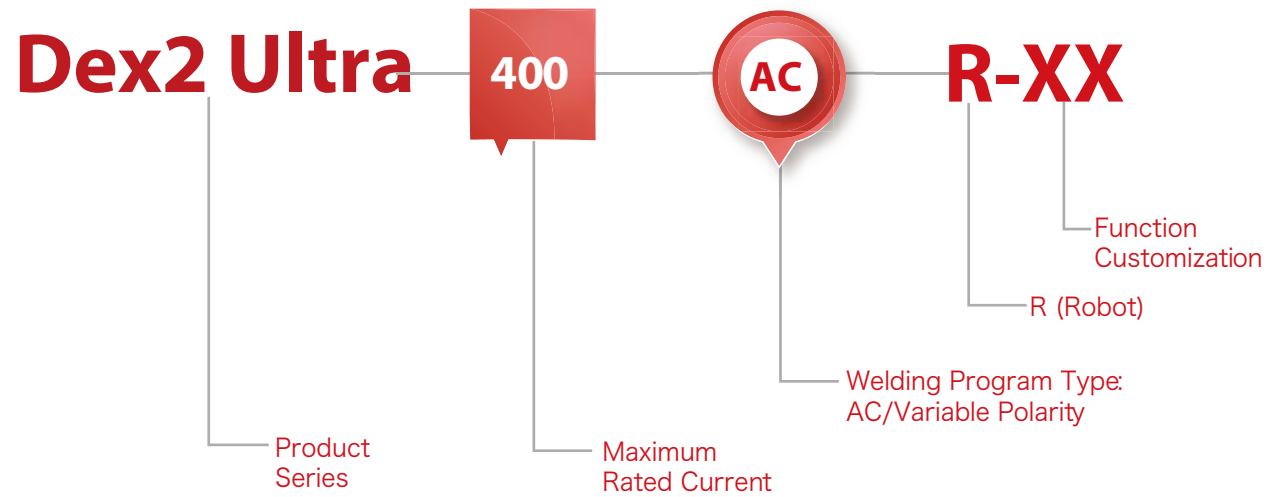 Dex2 Ultra 400 AC R-XX
Function
Customization
R (Robot)
Welding Program Type:
AC/Variable Polarity
Product
Series
Maximum
Rated Current